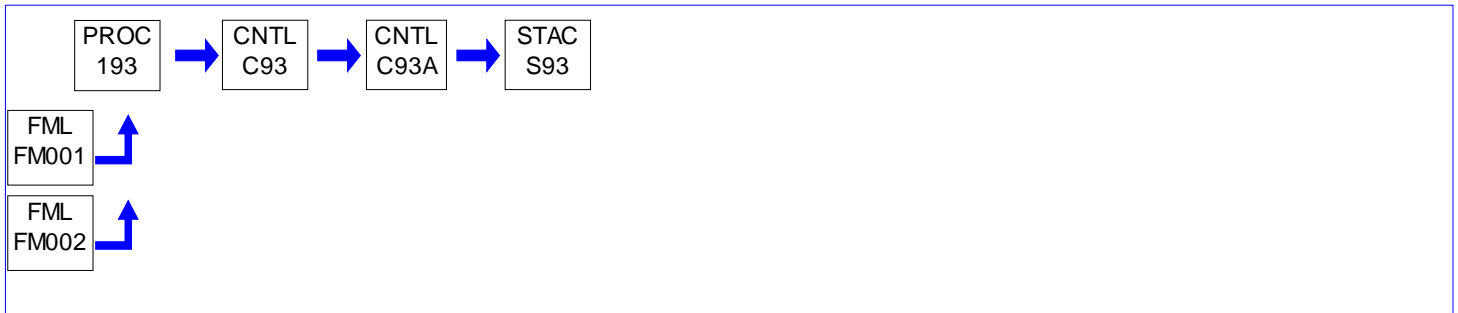 PROC
193
CNTL
C93
CNTL
C93A
STAC
S93
FML
FM001
FML
FM002